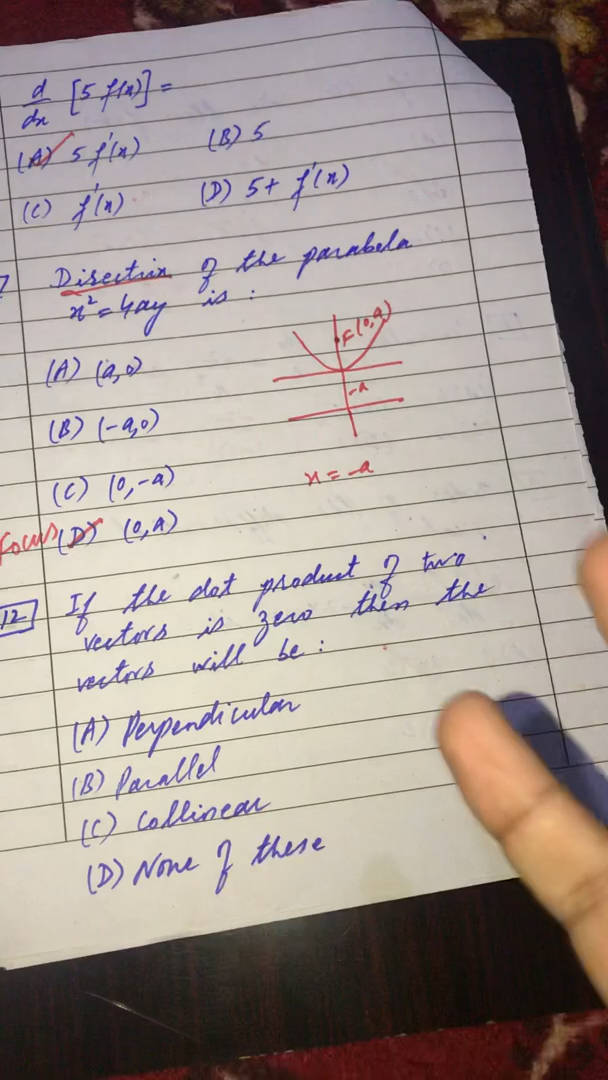 d/dx [5 f(x)] =
(A) 5 f'(x) (B) 5
(C) f'(x) (D) 5 + f'(x)
7 Directrix of the parabola
x² = 4ay is :
F(0,a)
(A) (a,0)
-a
(B) (-a,0)
(C) (0,-a)
x = -a
Focus (D) (0,a)
12 If the dot product of two
vectors is zero then the
vectors will be :
(A) Perpendicular
(B) Parallel
(C) Collinear
(D) None of these